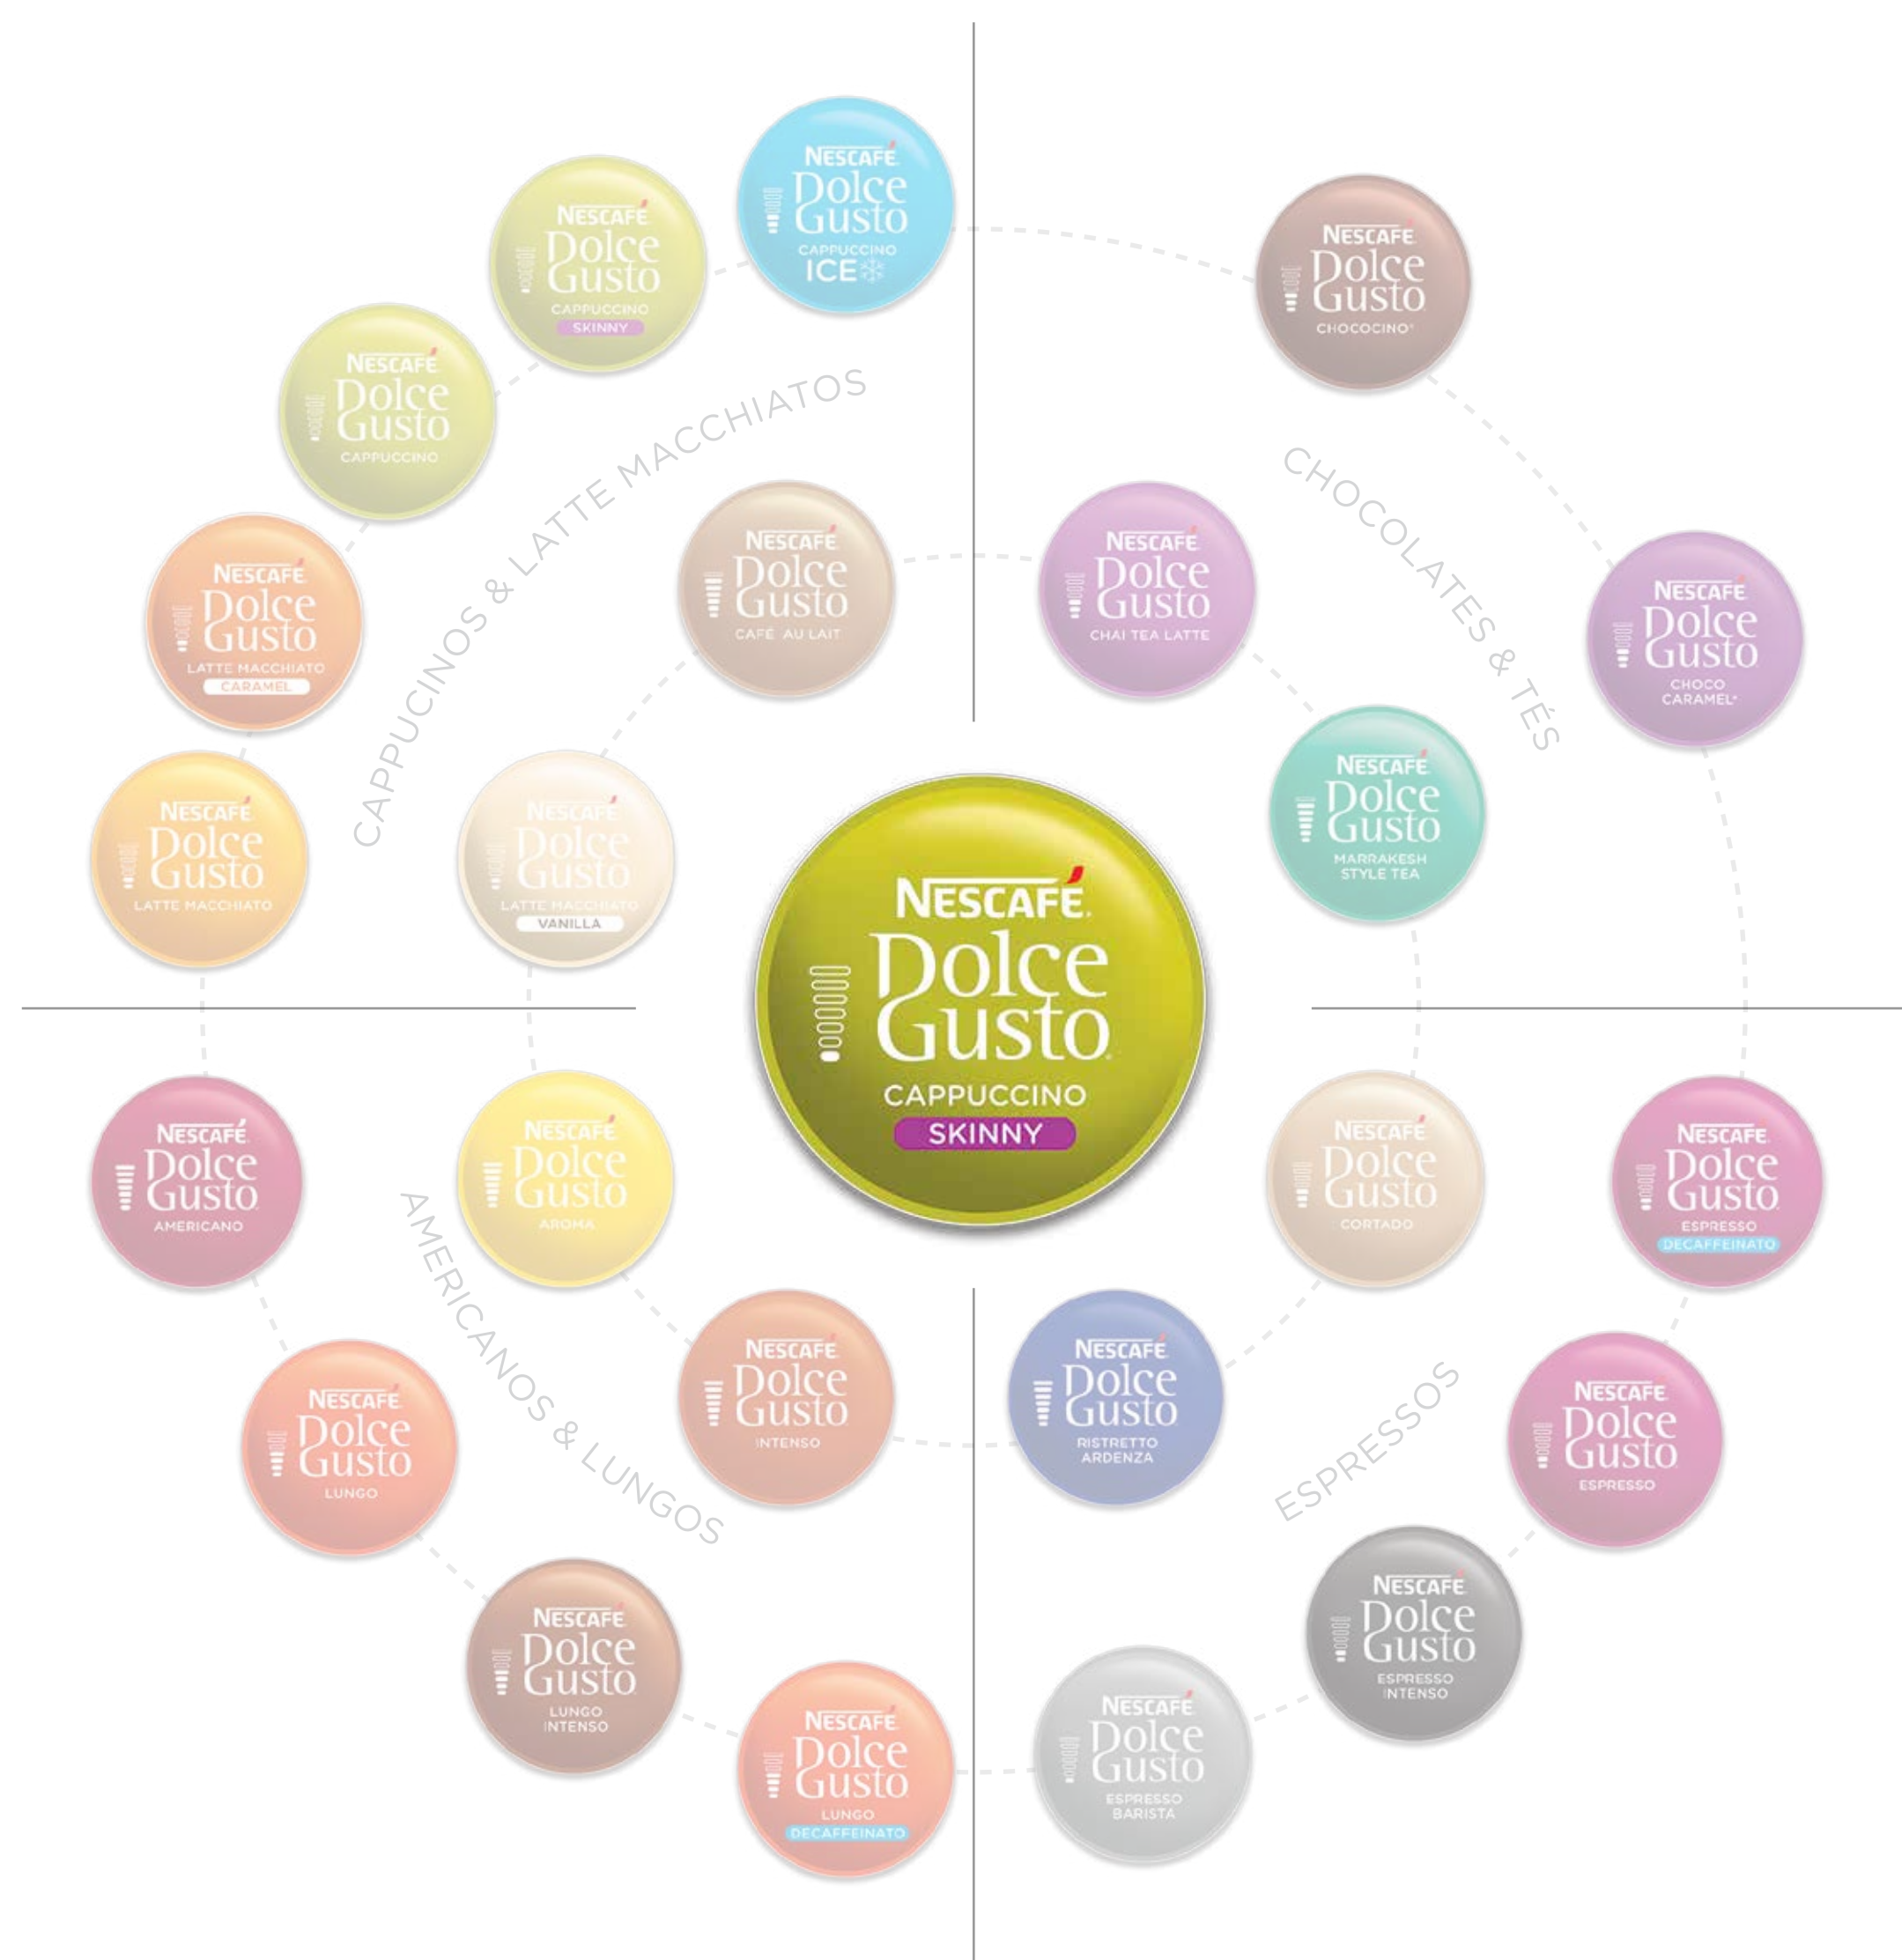 NESCAFÉ
Dolce
Gusto
CAPPUCCINO
ICE
NESCAFÉ
Dolce
Gusto
CAPPUCCINO
SKINNY
NESCAFÉ
Dolce
Gusto
CAPPUCCINO
NESCAFÉ
Dolce
Gusto
LATTE MACCHIATO
CARAMEL
NESCAFÉ
Dolce
Gusto
LATTE MACCHIATO
CAPPUCINOS & LATTE MACCHIATOS
NESCAFÉ
Dolce
Gusto
CAFÉ AU LAIT
NESCAFÉ
Dolce
Gusto
LATTE MACCHIATO
VANILLA
NESCAFÉ
Dolce
Gusto
CHOCOCINO*
CHOCOLATES & TÉS
NESCAFÉ
Dolce
Gusto
CHAI TEA LATTE
NESCAFÉ
Dolce
Gusto
CHOCO
CARAMEL*
NESCAFÉ
Dolce
Gusto
MARRAKESH
STYLE TEA
NESCAFÉ
Dolce
Gusto
CAPPUCCINO
SKINNY
NESCAFÉ
Dolce
Gusto
AMERICANO
NESCAFÉ
Dolce
Gusto
AROMA
AMERICANOS & LUNGOS
NESCAFÉ
Dolce
Gusto
INTENSO
NESCAFÉ
Dolce
Gusto
LUNGO
NESCAFÉ
Dolce
Gusto
LUNGO
INTENSO
NESCAFÉ
Dolce
Gusto
LUNGO
DECAFFEINATO
NESCAFÉ
Dolce
Gusto
CORTADO
NESCAFÉ
Dolce
Gusto
ESPRESSO
DECAFFEINATO
NESCAFÉ
Dolce
Gusto
RISTRETTO
ARDENZA
ESPRESSOS
NESCAFÉ
Dolce
Gusto
ESPRESSO
NESCAFÉ
Dolce
Gusto
ESPRESSO
INTENSO
NESCAFÉ
Dolce
Gusto
ESPRESSO
BARISTA